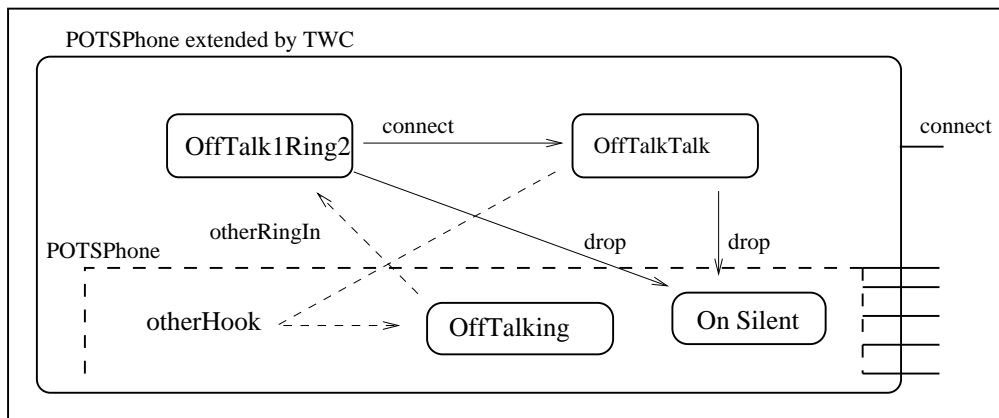 POTSPhone extended by TWC
connect
connect
OffTalk1Ring2
OffTalkTalk
otherRingIn
POTSPhone
drop
drop
otherHook
OffTalking
On Silent